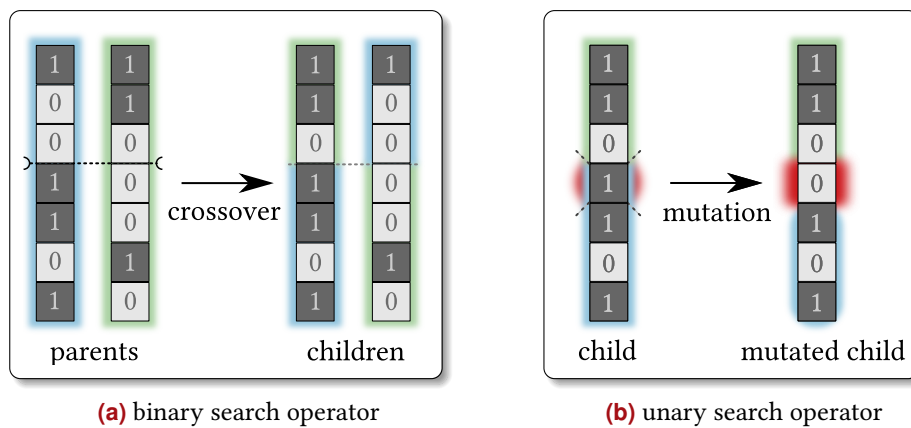 1 1 1 1 1 1
0 1 1 0 1 1
0 0 0 0 0 0
1 0 1 0 1 0
crossover mutation
1 0 1 0 1 1
0 1 0 1 0 0
1 0 1 0 1 1
parents children child mutated child
(a) binary search operator (b) unary search operator